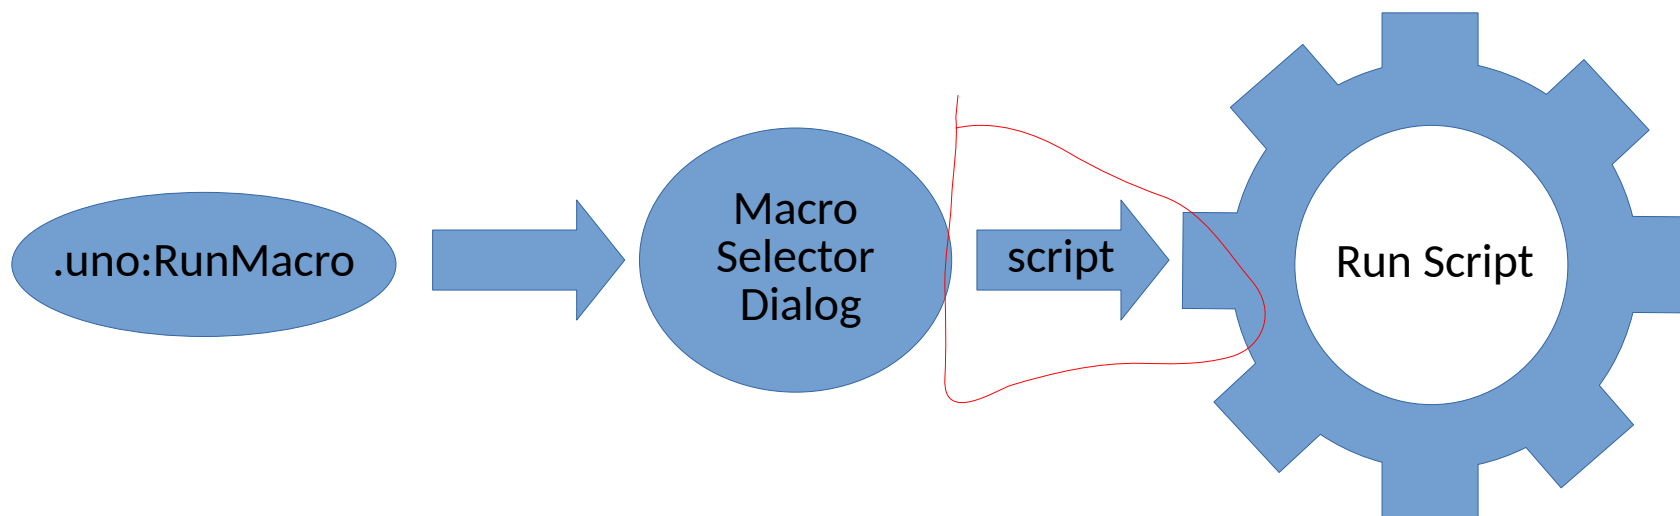 .uno:RunMacro
Macro
Selector
Dialog
script
Run Script